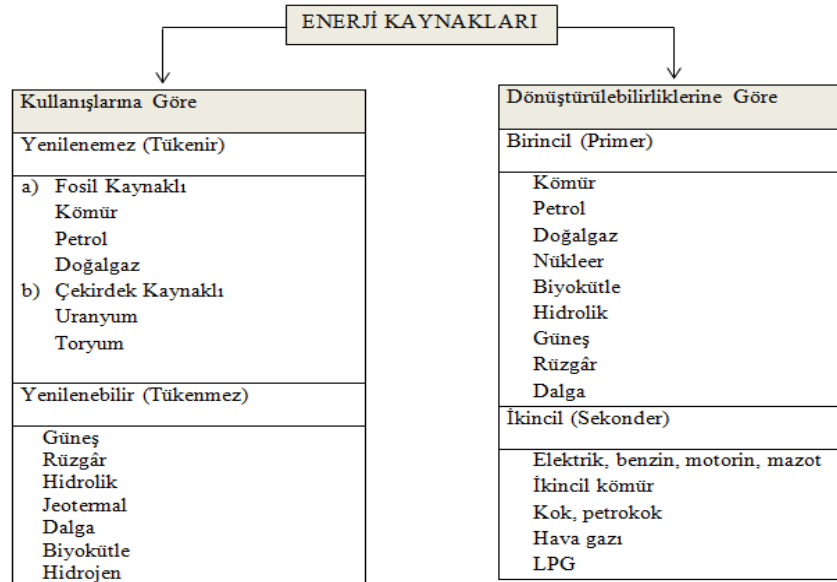 ENERJİ KAYNAKLARI
Kullanışlarına Göre
Yenilenemez (Tükenir)
a) Fosil Kaynaklı
Kömür
Petrol
Doğalgaz
b) Çekirdek Kaynaklı
Uranyum
Toryum
Yenilenebilir (Tükenmez)
Güneş
Rüzgâr
Hidrolik
Jeotermal
Dalga
Biyokütle
Hidrojen
Dönüştürülebilirliklerine Göre
Birincil (Primer)
Kömür
Petrol
Doğalgaz
Nükleer
Biyokütle
Hidrolik
Güneş
Rüzgâr
Dalga
İkincil (Sekonder)
Elektrik, benzin, motorin, mazot
İkincil kömür
Kok, petrokok
Hava gazı
LPG